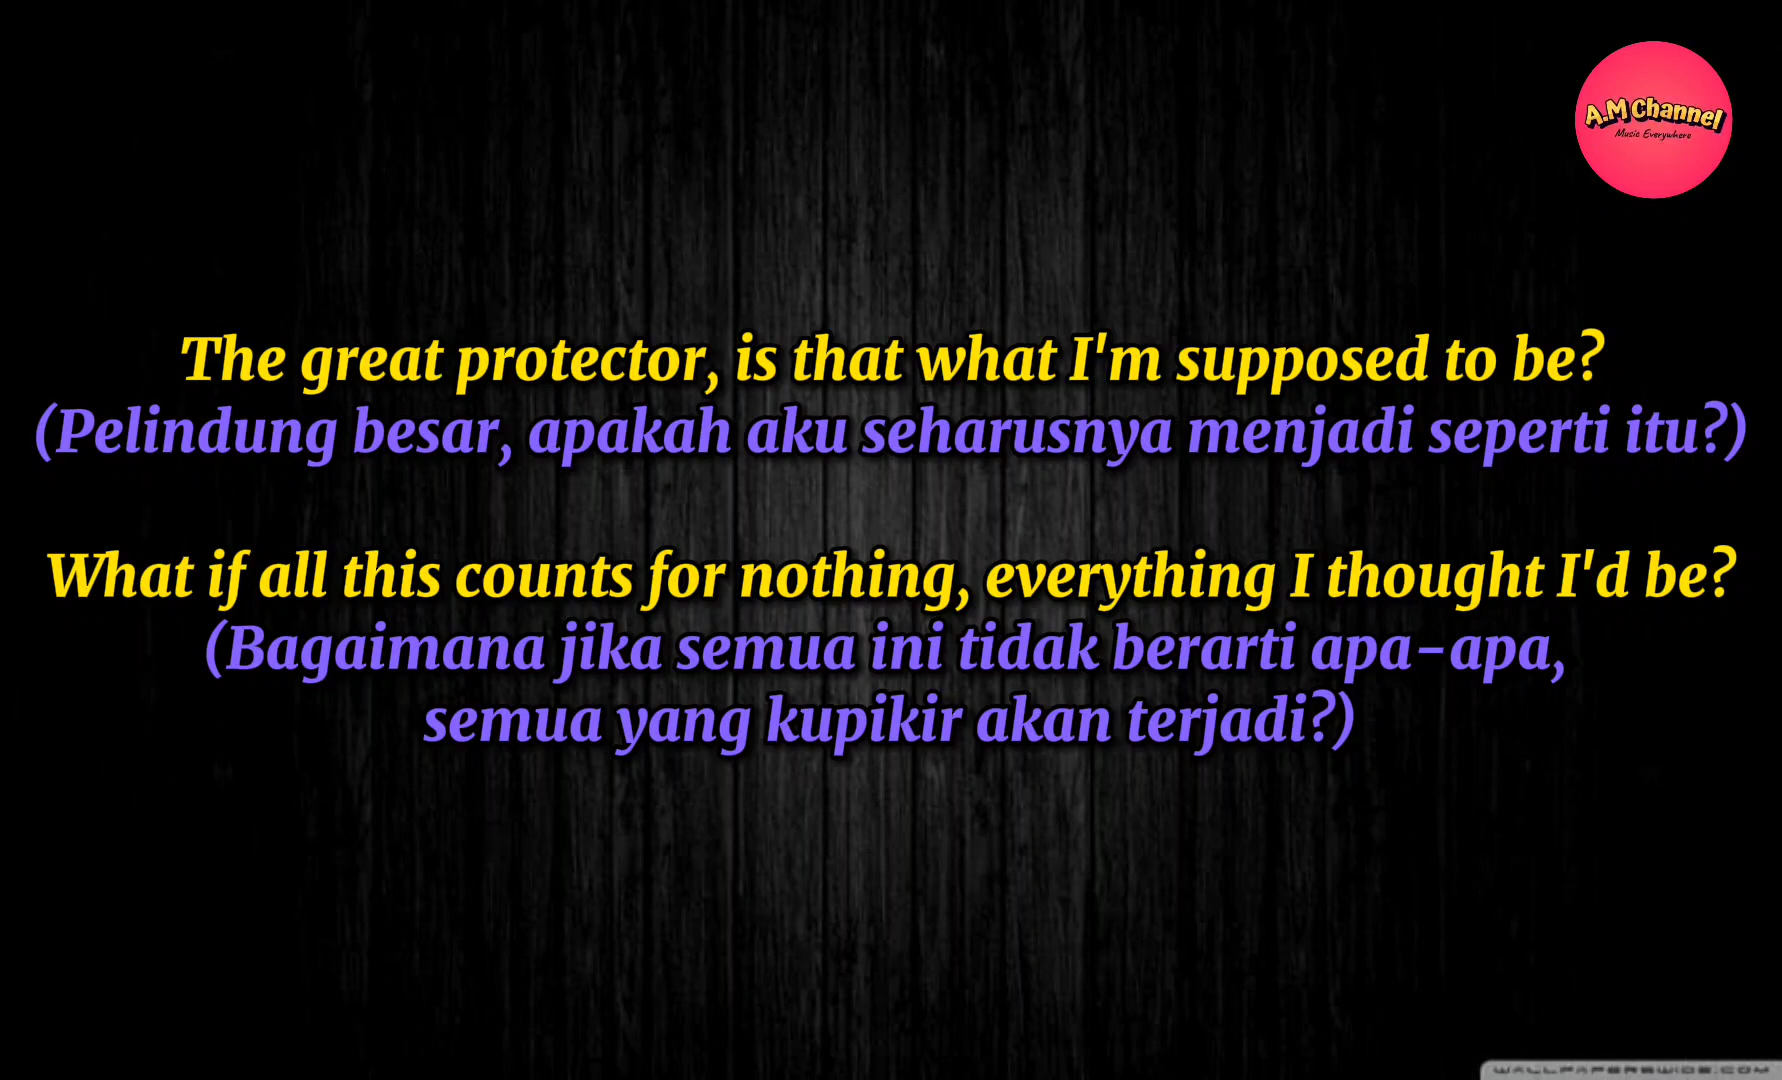 A.M Channel
Music Everywhere
The great protector, is that what I'm supposed to be?
(Pelindung besar, apakah aku seharusnya menjadi seperti itu?)
What if all this counts for nothing, everything I thought I'd be?
(Bagaimana jika semua ini tidak berarti apa-apa,
semua yang kupikir akan terjadi?)
WALLPAPERSWIDE.COM